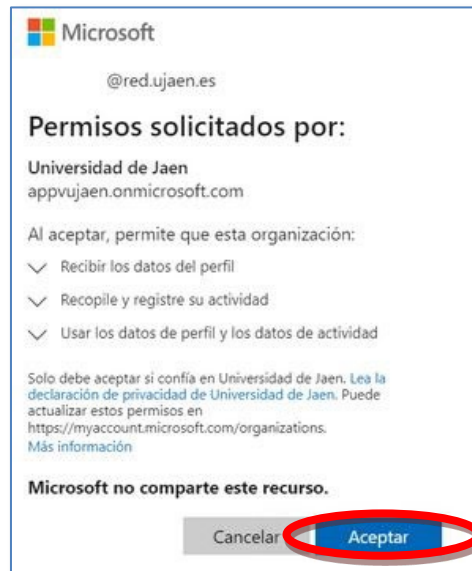 Microsoft
@red.ujaen.es
Permisos solicitados por:
Universidad de Jaen
appvujaen.onmicrosoft.com
Al aceptar, permite que esta organización:
Recibir los datos del perfil
Recopile y registre su actividad
Usar los datos de perfil y los datos de actividad
Solo debe aceptar si confía en Universidad de Jaen. Lea la
declaración de privacidad de Universidad de Jaen. Puede
actualizar estos permisos en
https://myaccount.microsoft.com/organizations.
Más información
Microsoft no comparte este recurso.
Cancelar Aceptar